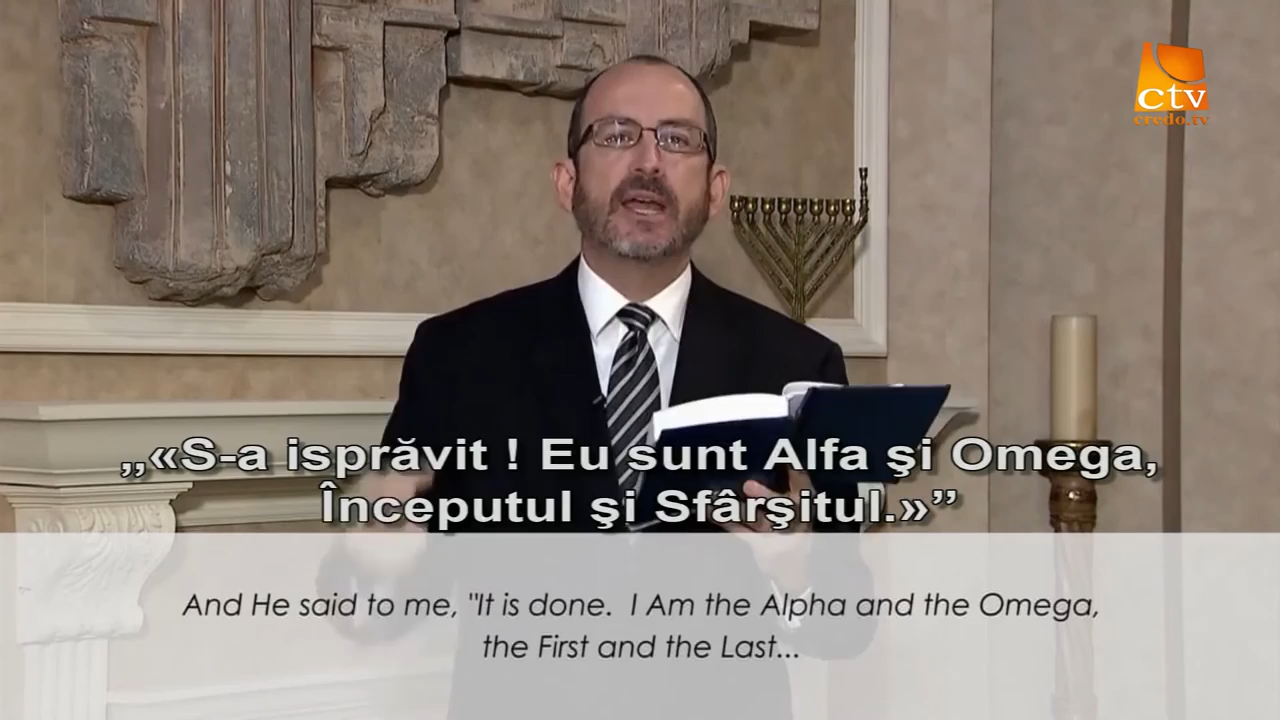 ctv
credo.tv
„«S-a isprăvit ! Eu sunt Alfa şi Omega,
Începutul şi Sfârşitul.»”
And He said to me, "It is done. I Am the Alpha and the Omega,
the First and the Last...